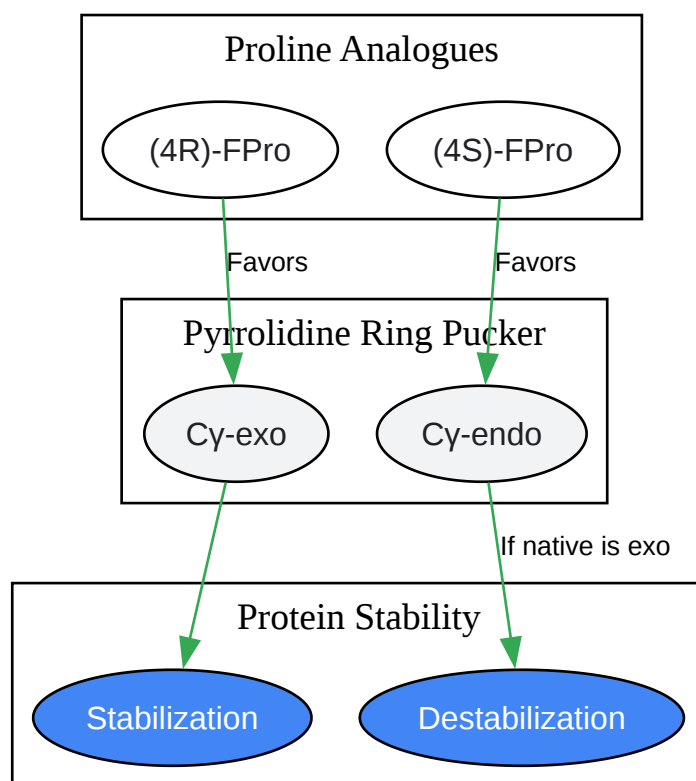 Proline Analogues
(4R)-FPro
(4S)-FPro
Favors
Favors
Pyrrolidine Ring Pucker
Cγ-exo
Cγ-endo
If native is exo
Protein Stability
Stabilization
Destabilization